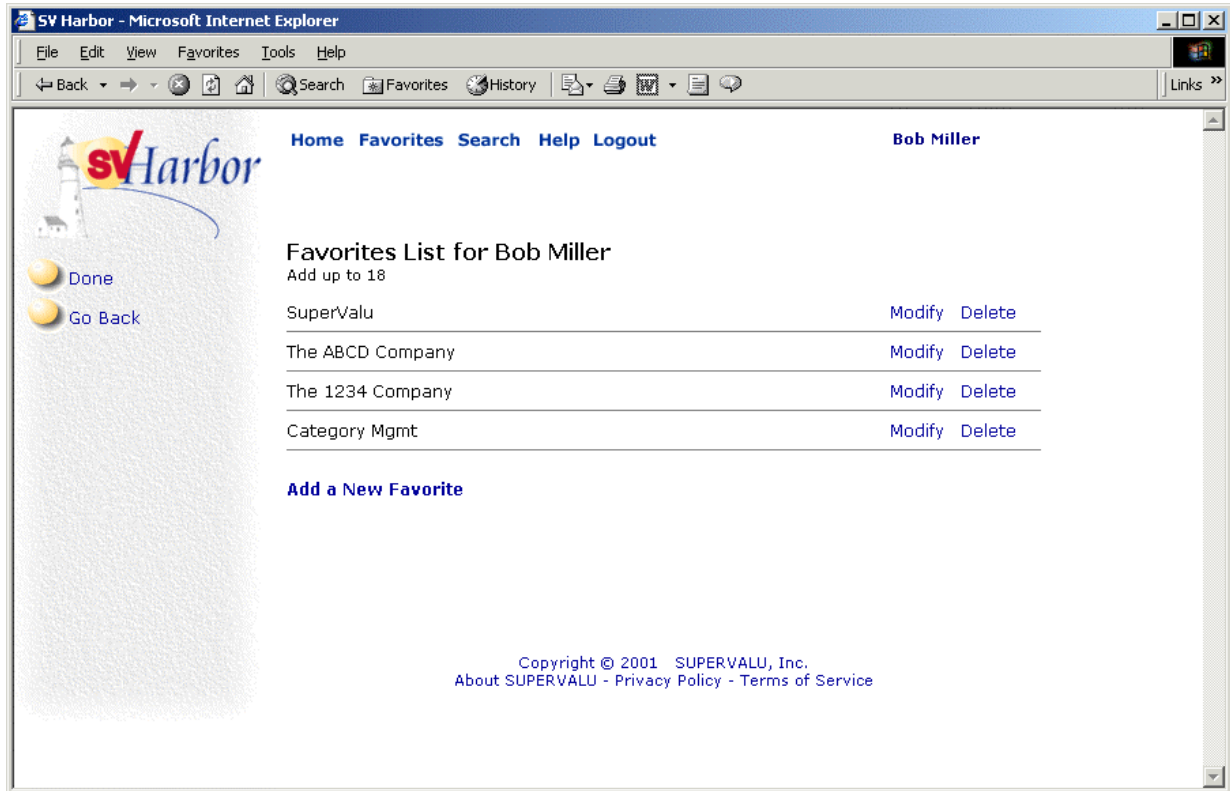 SV Harbor - Microsoft Internet Explorer
File Edit View Favorites Tools Help
Back Search Favorites History W Links »
SV Harbor
Home Favorites Search Help Logout Bob Miller
Done
Go Back
Favorites List for Bob Miller
Add up to 18
SuperValu Modify Delete
The ABCD Company Modify Delete
The 1234 Company Modify Delete
Category Mgmt Modify Delete
Add a New Favorite
Copyright © 2001 SUPERVALU, Inc.
About SUPERVALU - Privacy Policy - Terms of Service